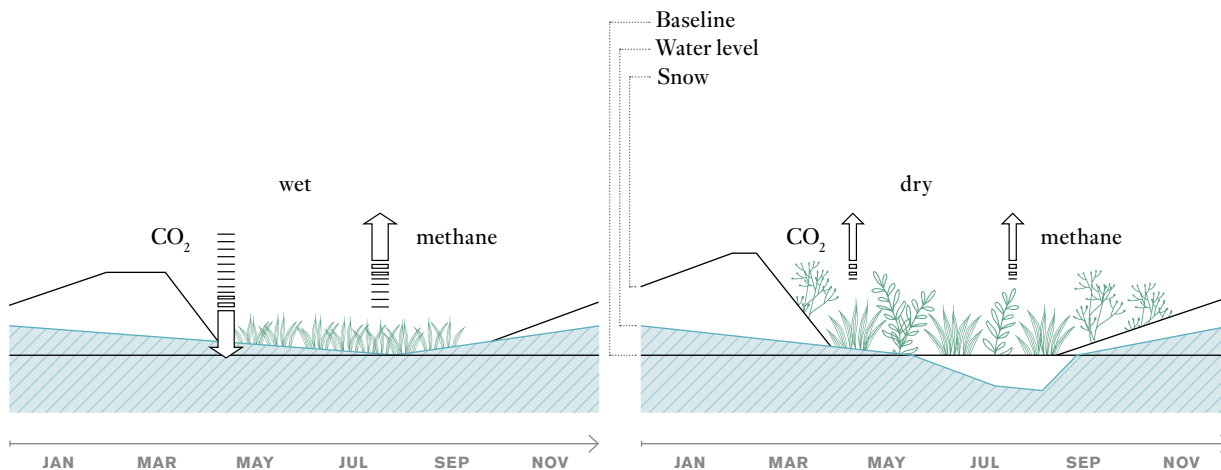 Baseline
Water level
Snow
wet
CO₂
methane
JAN MAR MAY JUL SEP NOV
dry
CO₂
methane
JAN MAR MAY JUL SEP NOV